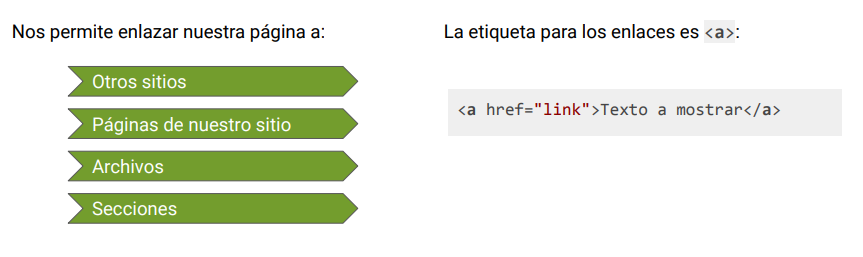 Nos permite enlazar nuestra página a:
Otros sitios
Páginas de nuestro sitio
Archivos
Secciones
La etiqueta para los enlaces es <a>:
<a href="link">Texto a mostrar</a>